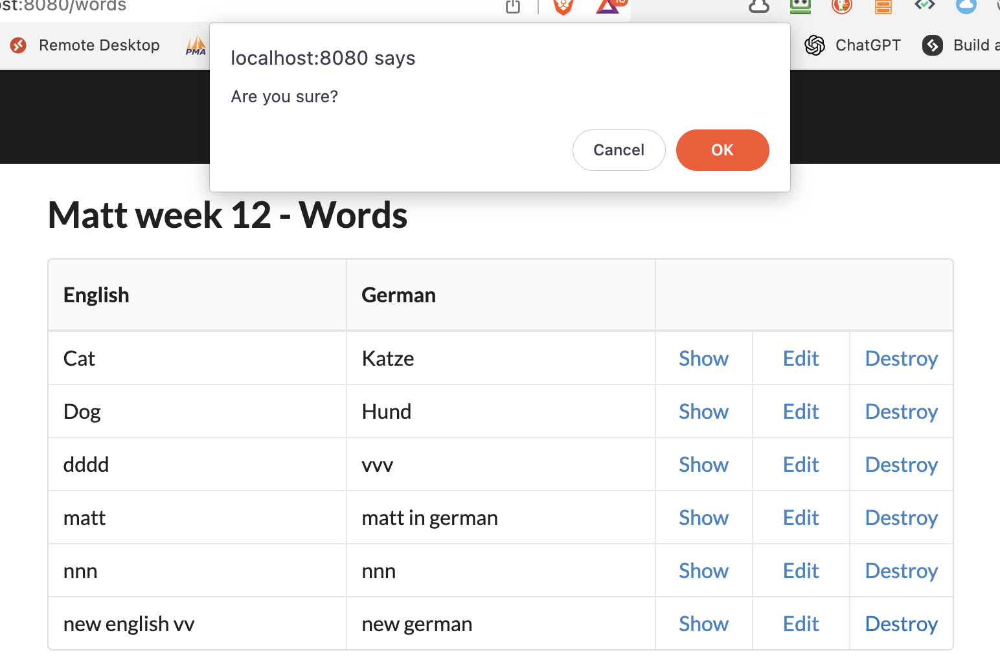 ost:8080/words
Remote Desktop
PMA
ChatGPT
Build a
localhost:8080 says
Are you sure?
Cancel
OK
Matt week 12 - Words
English German
Cat Katze Show Edit Destroy
Dog Hund Show Edit Destroy
dddd vvv Show Edit Destroy
matt matt in german Show Edit Destroy
nnn nnn Show Edit Destroy
new english vv new german Show Edit Destroy